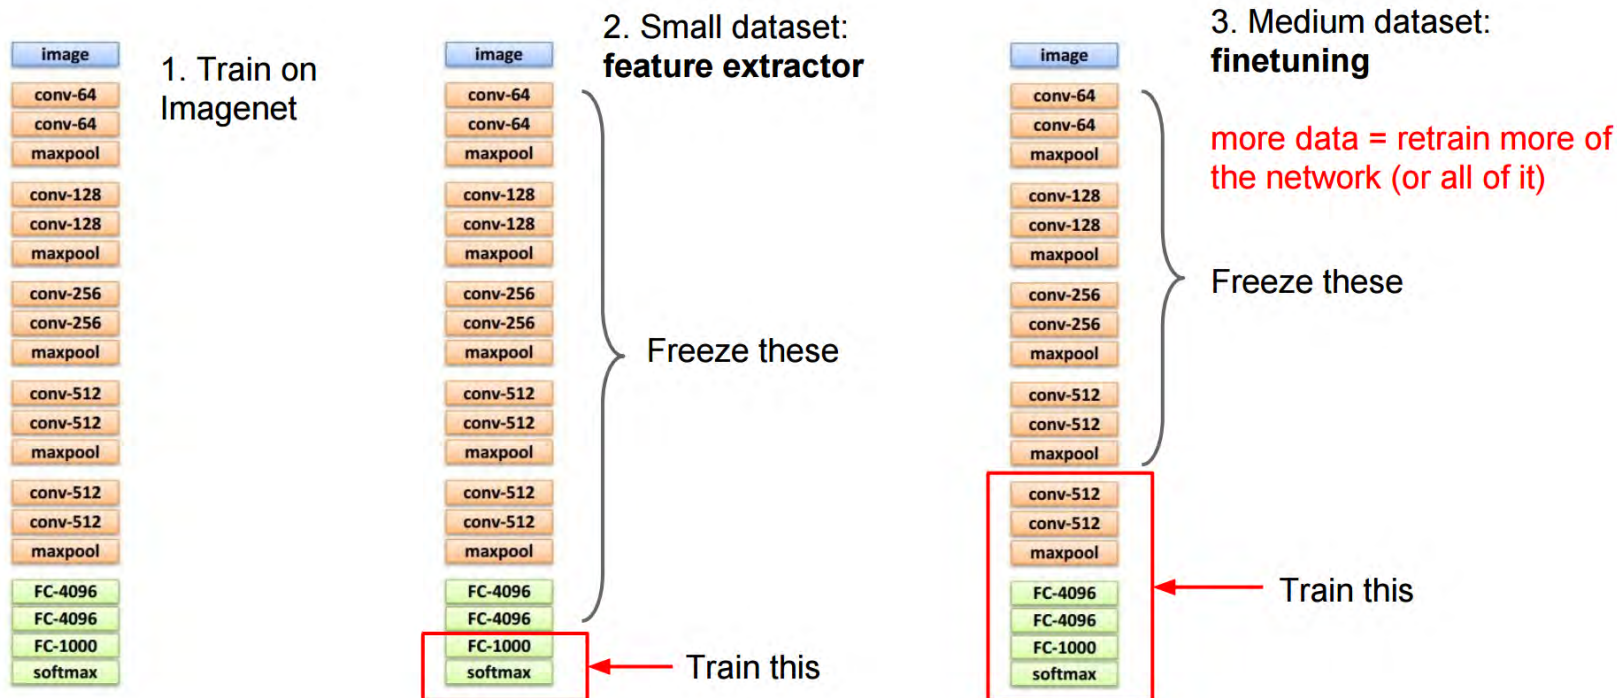 image
conv-64
conv-64
maxpool
conv-128
conv-128
maxpool
conv-256
conv-256
maxpool
conv-512
conv-512
maxpool
conv-512
conv-512
maxpool
FC-4096
FC-4096
FC-1000
softmax
1. Train on
Imagenet
image
conv-64
conv-64
maxpool
conv-128
conv-128
maxpool
conv-256
conv-256
maxpool
conv-512
conv-512
maxpool
conv-512
conv-512
maxpool
FC-4096
FC-4096
FC-1000
softmax
2. Small dataset:
feature extractor
Freeze these
Train this
image
conv-64
conv-64
maxpool
conv-128
conv-128
maxpool
conv-256
conv-256
maxpool
conv-512
conv-512
maxpool
conv-512
conv-512
maxpool
FC-4096
FC-4096
FC-1000
softmax
3. Medium dataset:
finetuning
more data = retrain more of
the network (or all of it)
Freeze these
Train this